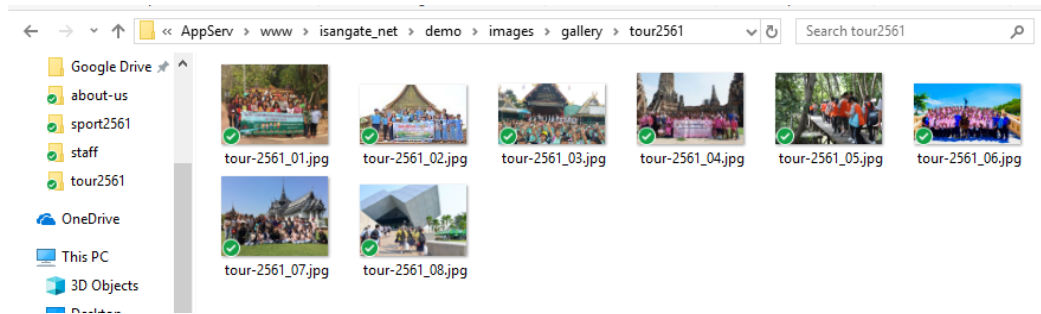 « AppServ › www › isangate_net › demo › images › gallery › tour2561
Search tour2561
Google Drive
about-us
sport2561
staff
tour2561
OneDrive
This PC
3D Objects
Desktop
tour-2561_01.jpg
tour-2561_02.jpg
tour-2561_03.jpg
tour-2561_04.jpg
tour-2561_05.jpg
tour-2561_06.jpg
tour-2561_07.jpg
tour-2561_08.jpg